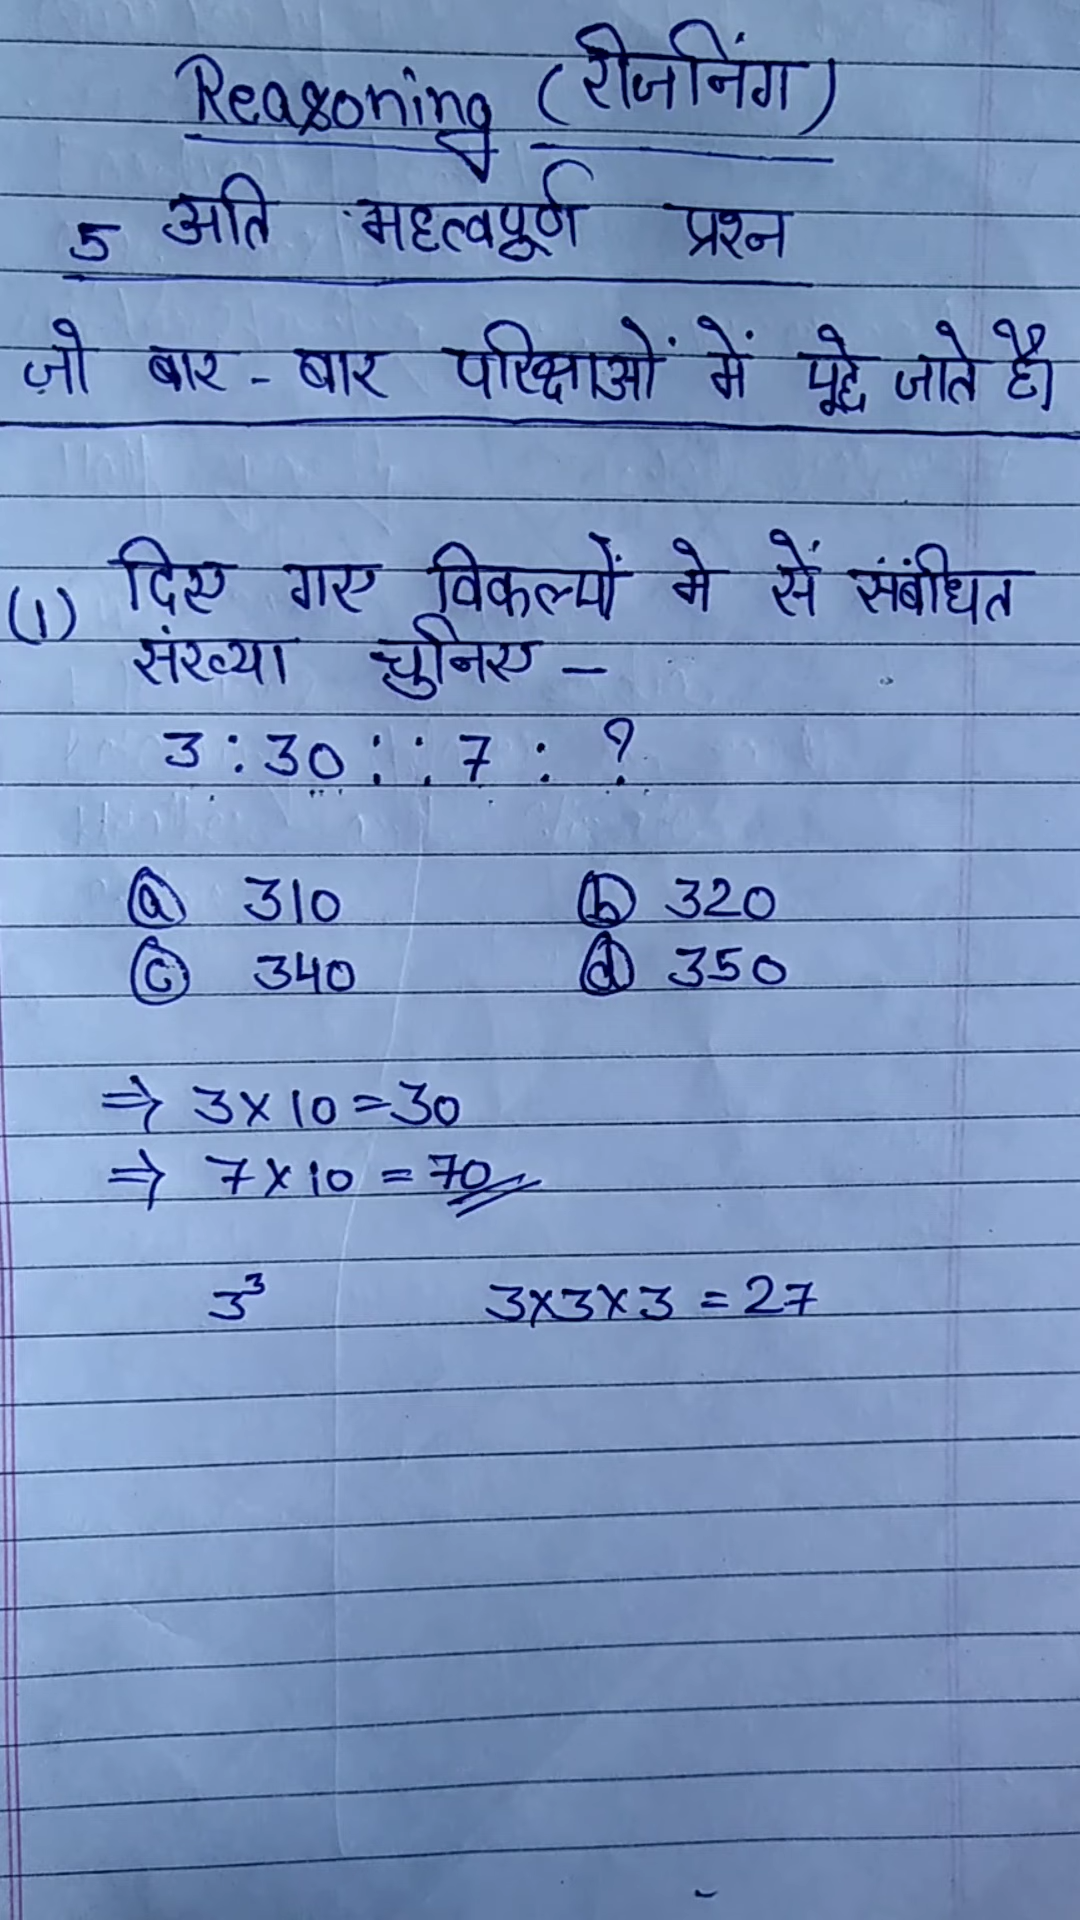 Reasoning (रीजनिंग)
5 अति महत्वपूर्ण प्रश्न
जो बार - बार परिक्षाओं में पूछे जाते है।
(1) दिए गए विकल्पों मे सें संबंधित
संख्या चुनिए -
3 : 30 : : 7 : ?
(a) 310 (b) 320
(c) 340 (d) 350
⇒ 3 × 10 = 30
⇒ 7 × 10 = 70
3³ 3×3×3 = 27